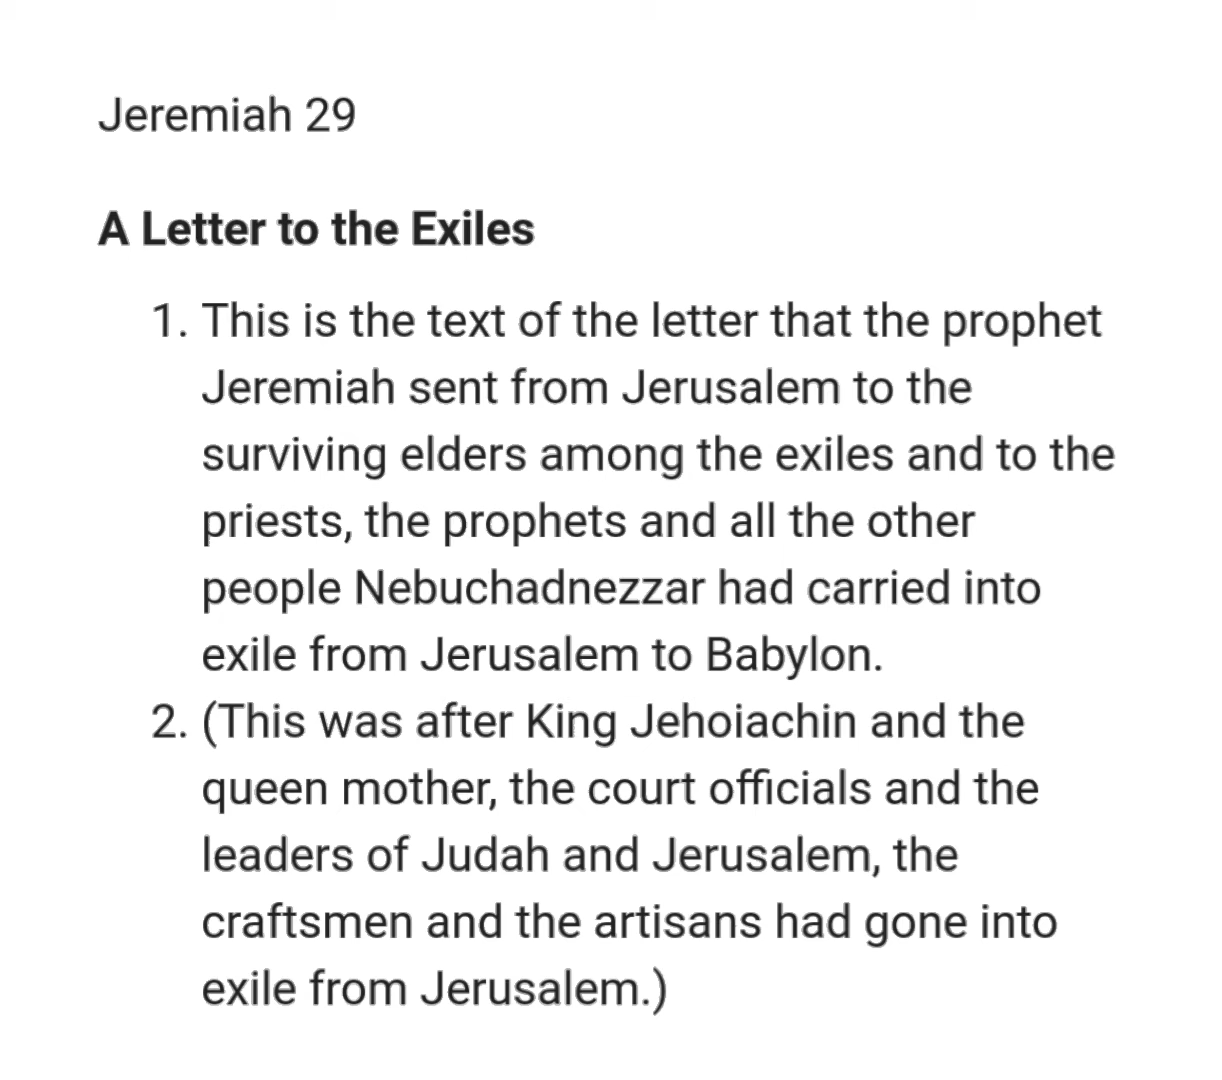 Jeremiah 29
A Letter to the Exiles
1. This is the text of the letter that the prophet
Jeremiah sent from Jerusalem to the
surviving elders among the exiles and to the
priests, the prophets and all the other
people Nebuchadnezzar had carried into
exile from Jerusalem to Babylon.
2. (This was after King Jehoiachin and the
queen mother, the court officials and the
leaders of Judah and Jerusalem, the
craftsmen and the artisans had gone into
exile from Jerusalem.)